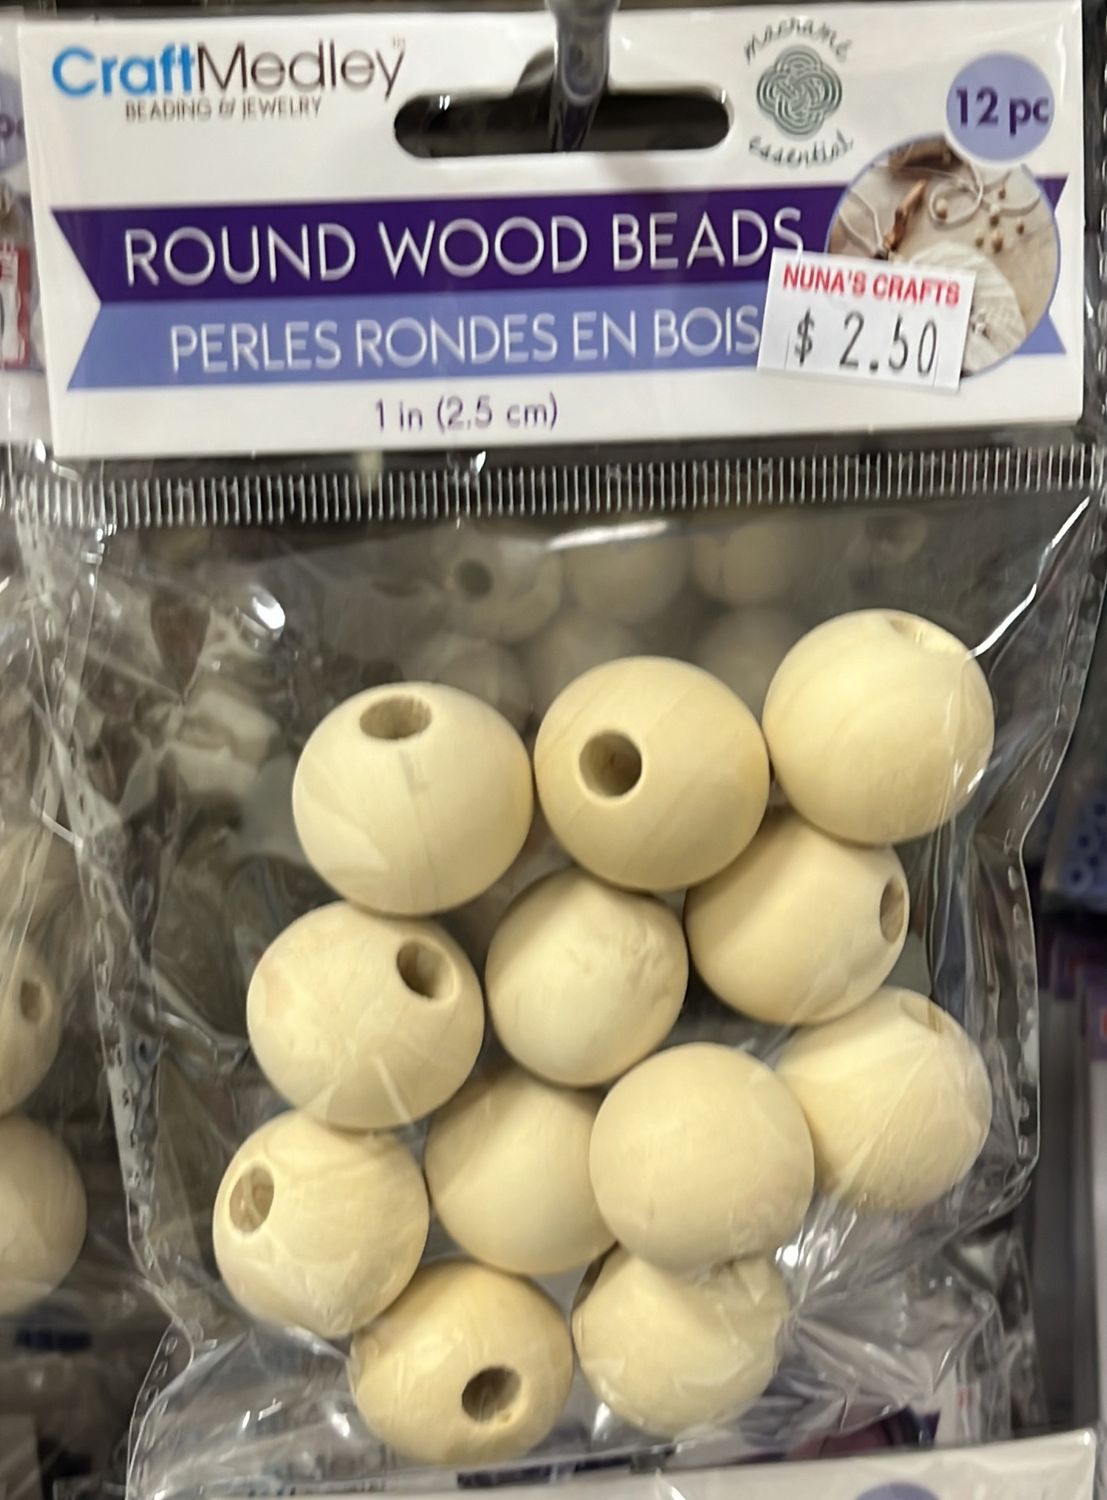 CraftMedley™
BEADING & JEWELRY
macramé
essential
12 pc
ROUND WOOD BEADS
PERLES RONDES EN BOIS
NUNA'S CRAFTS
$ 2.50
1 in (2.5 cm)